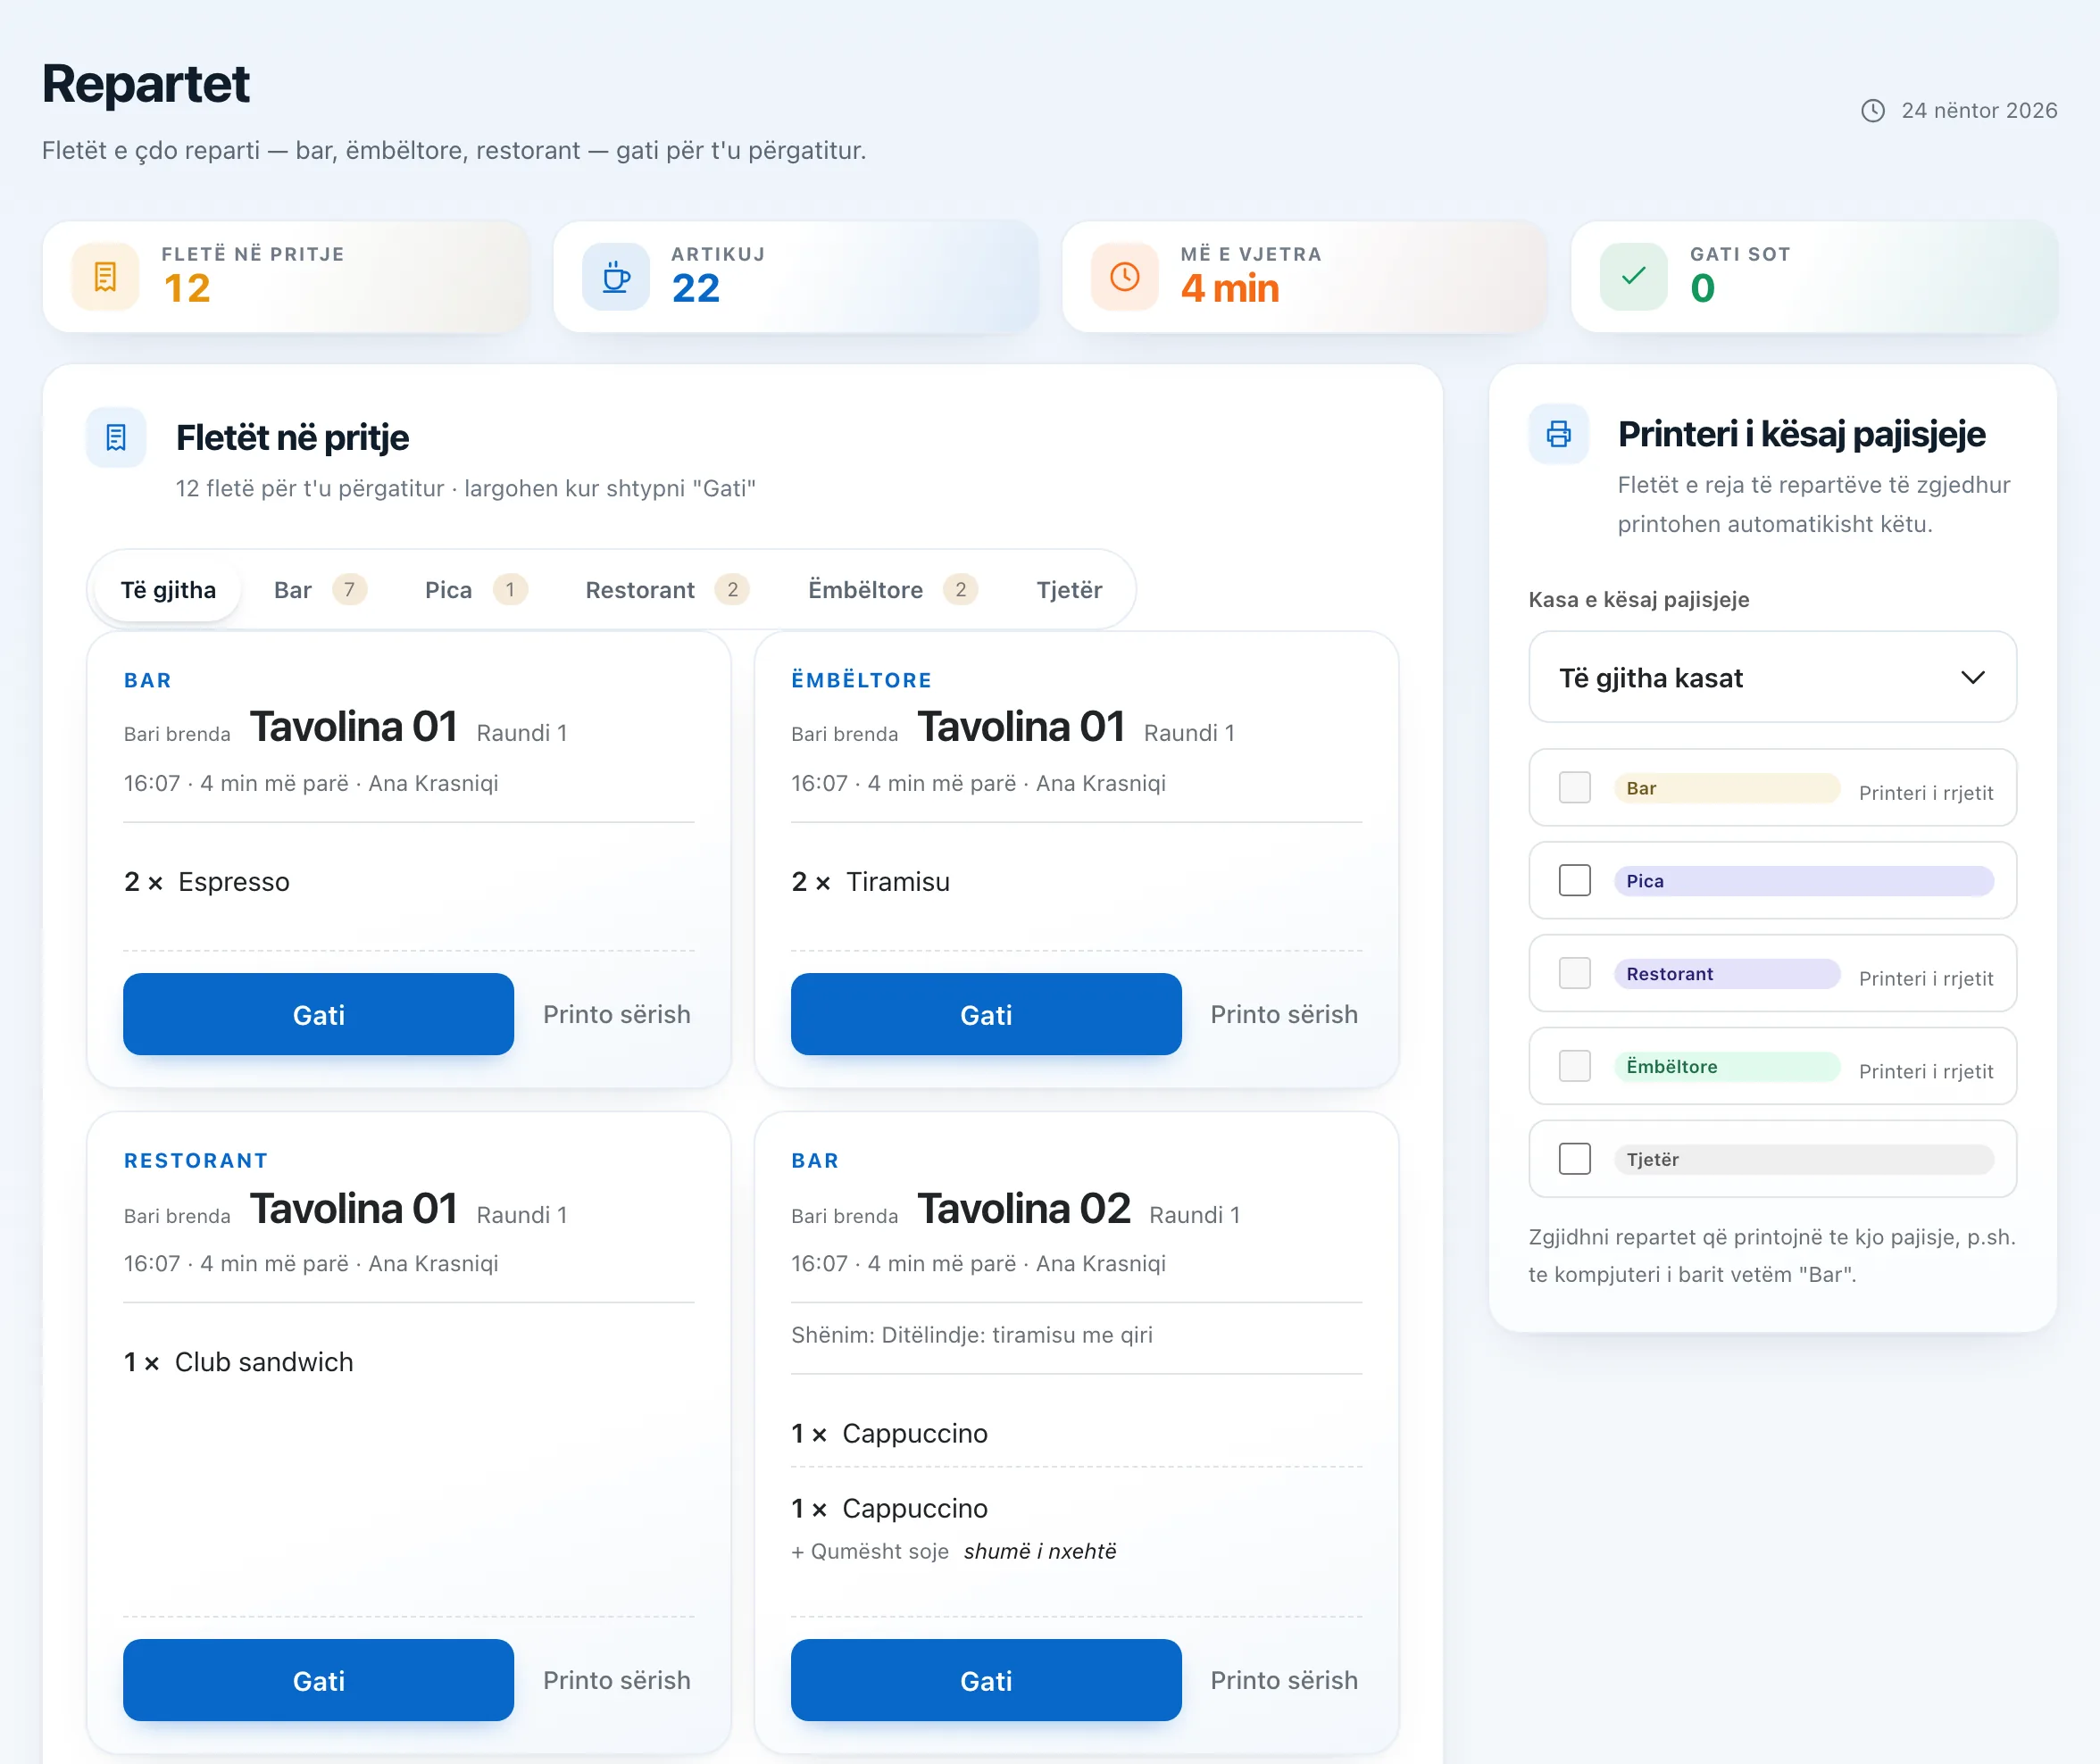 Repartet
Fletët e çdo reparti — bar, ëmbëltore, restorant — gati për t'u përgatitur.
24 nëntor 2026
FLETË NË PRITJE
12
ARTIKUJ
22
MË E VJETRA
4 min
GATI SOT
0
Fletët në pritje
12 fletë për t'u përgatitur · largohen kur shtypni "Gati"
Të gjitha Bar 7 Pica 1 Restorant 2 Ëmbëltore 2 Tjetër
BAR
Bari brenda Tavolina 01 Raundi 1
16:07 · 4 min më parë · Ana Krasniqi
2 × Espresso
Gati Printo sërish
ËMBËLTORE
Bari brenda Tavolina 01 Raundi 1
16:07 · 4 min më parë · Ana Krasniqi
2 × Tiramisu
Gati Printo sërish
RESTORANT
Bari brenda Tavolina 01 Raundi 1
16:07 · 4 min më parë · Ana Krasniqi
1 × Club sandwich
Gati Printo sërish
BAR
Bari brenda Tavolina 02 Raundi 1
16:07 · 4 min më parë · Ana Krasniqi
Shënim: Ditëlindje: tiramisu me qiri
1 × Cappuccino
1 × Cappuccino
+ Qumësht soje shumë i nxehtë
Gati Printo sërish
Printeri i kësaj pajisjeje
Fletët e reja të repartëve të zgjedhur
printohen automatikisht këtu.
Kasa e kësaj pajisjeje
Të gjitha kasat
Bar Printeri i rrjetit
Pica
Restorant Printeri i rrjetit
Ëmbëltore Printeri i rrjetit
Tjetër
Zgjidhni repartet që printojnë te kjo pajisje, p.sh.
te kompjuteri i barit vetëm "Bar".